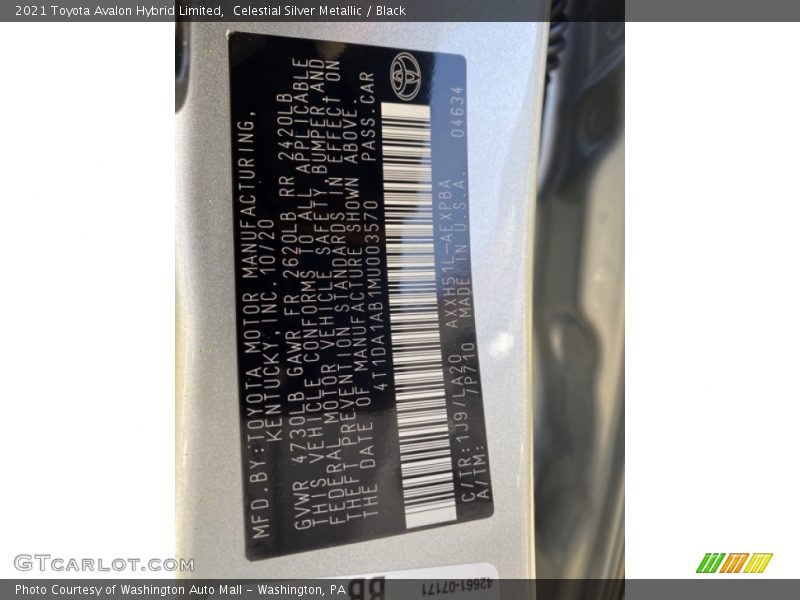 2021 Toyota Avalon Hybrid Limited, Celestial Silver Metallic / Black
MFD.BY:TOYOTA MOTOR MANUFACTURING,
KENTUCKY, INC. 10/20
GVWR 4730LB GAWR FR 2620LB RR 2420LB
THIS VEHICLE CONFORMS TO ALL APPLICABLE
FEDERAL MOTOR VEHICLE SAFETY, BUMPER AND
THEFT PREVENTION STANDARDS IN EFFECT ON
THE DATE OF MANUFACTURE SHOWN ABOVE.
4T1DA1AB1MU003570 PASS.CAR
C/TR:1J9/LA20 AXXH51L-AEXPBA 04634
A/TM: /P710 MADE IN U.S.A.
42661-07171
GTCARLOT.COM
Photo Courtesy of Washington Auto Mall - Washington, PA